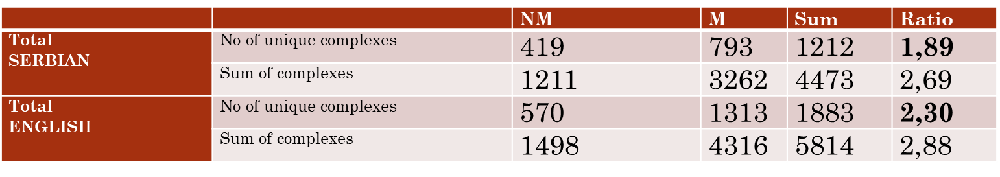 NM M Sum Ratio
Total SERBIAN No of unique complexes 419 793 1212 1,89
Sum of complexes 1211 3262 4473 2,69
Total ENGLISH No of unique complexes 570 1313 1883 2,30
Sum of complexes 1498 4316 5814 2,88